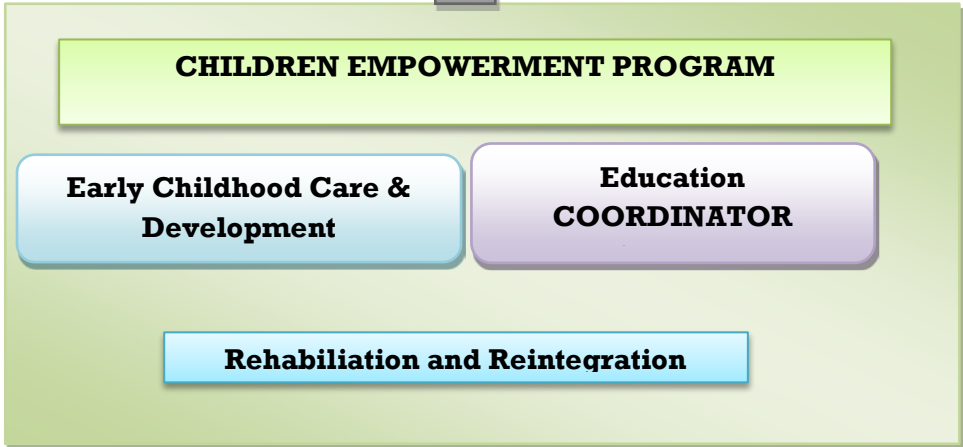 CHILDREN EMPOWERMENT PROGRAM
Early Childhood Care &
Development
Education
COORDINATOR
Rehabiliation and Reintegration